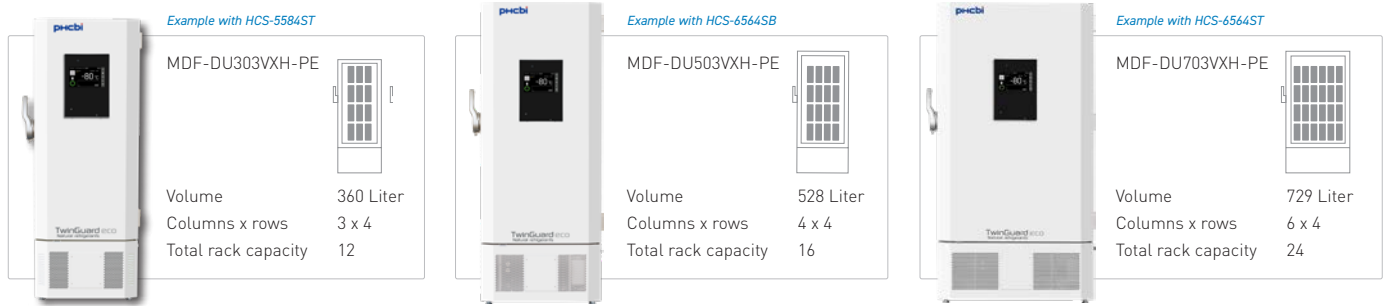 Example with HCS-5584ST
PHCbi
MDF-DU303VXH-PE
-80
Volume 360 Liter
Columns x rows 3 x 4
Total rack capacity 12
TwinGuard eco
Natural refrigerants
Example with HCS-6564SB
PHCbi
MDF-DU503VXH-PE
-80
Volume 528 Liter
Columns x rows 4 x 4
Total rack capacity 16
TwinGuard eco
Natural refrigerants
Example with HCS-6564ST
PHCbi
MDF-DU703VXH-PE
-80
Volume 729 Liter
Columns x rows 6 x 4
Total rack capacity 24
TwinGuard eco
Natural refrigerants